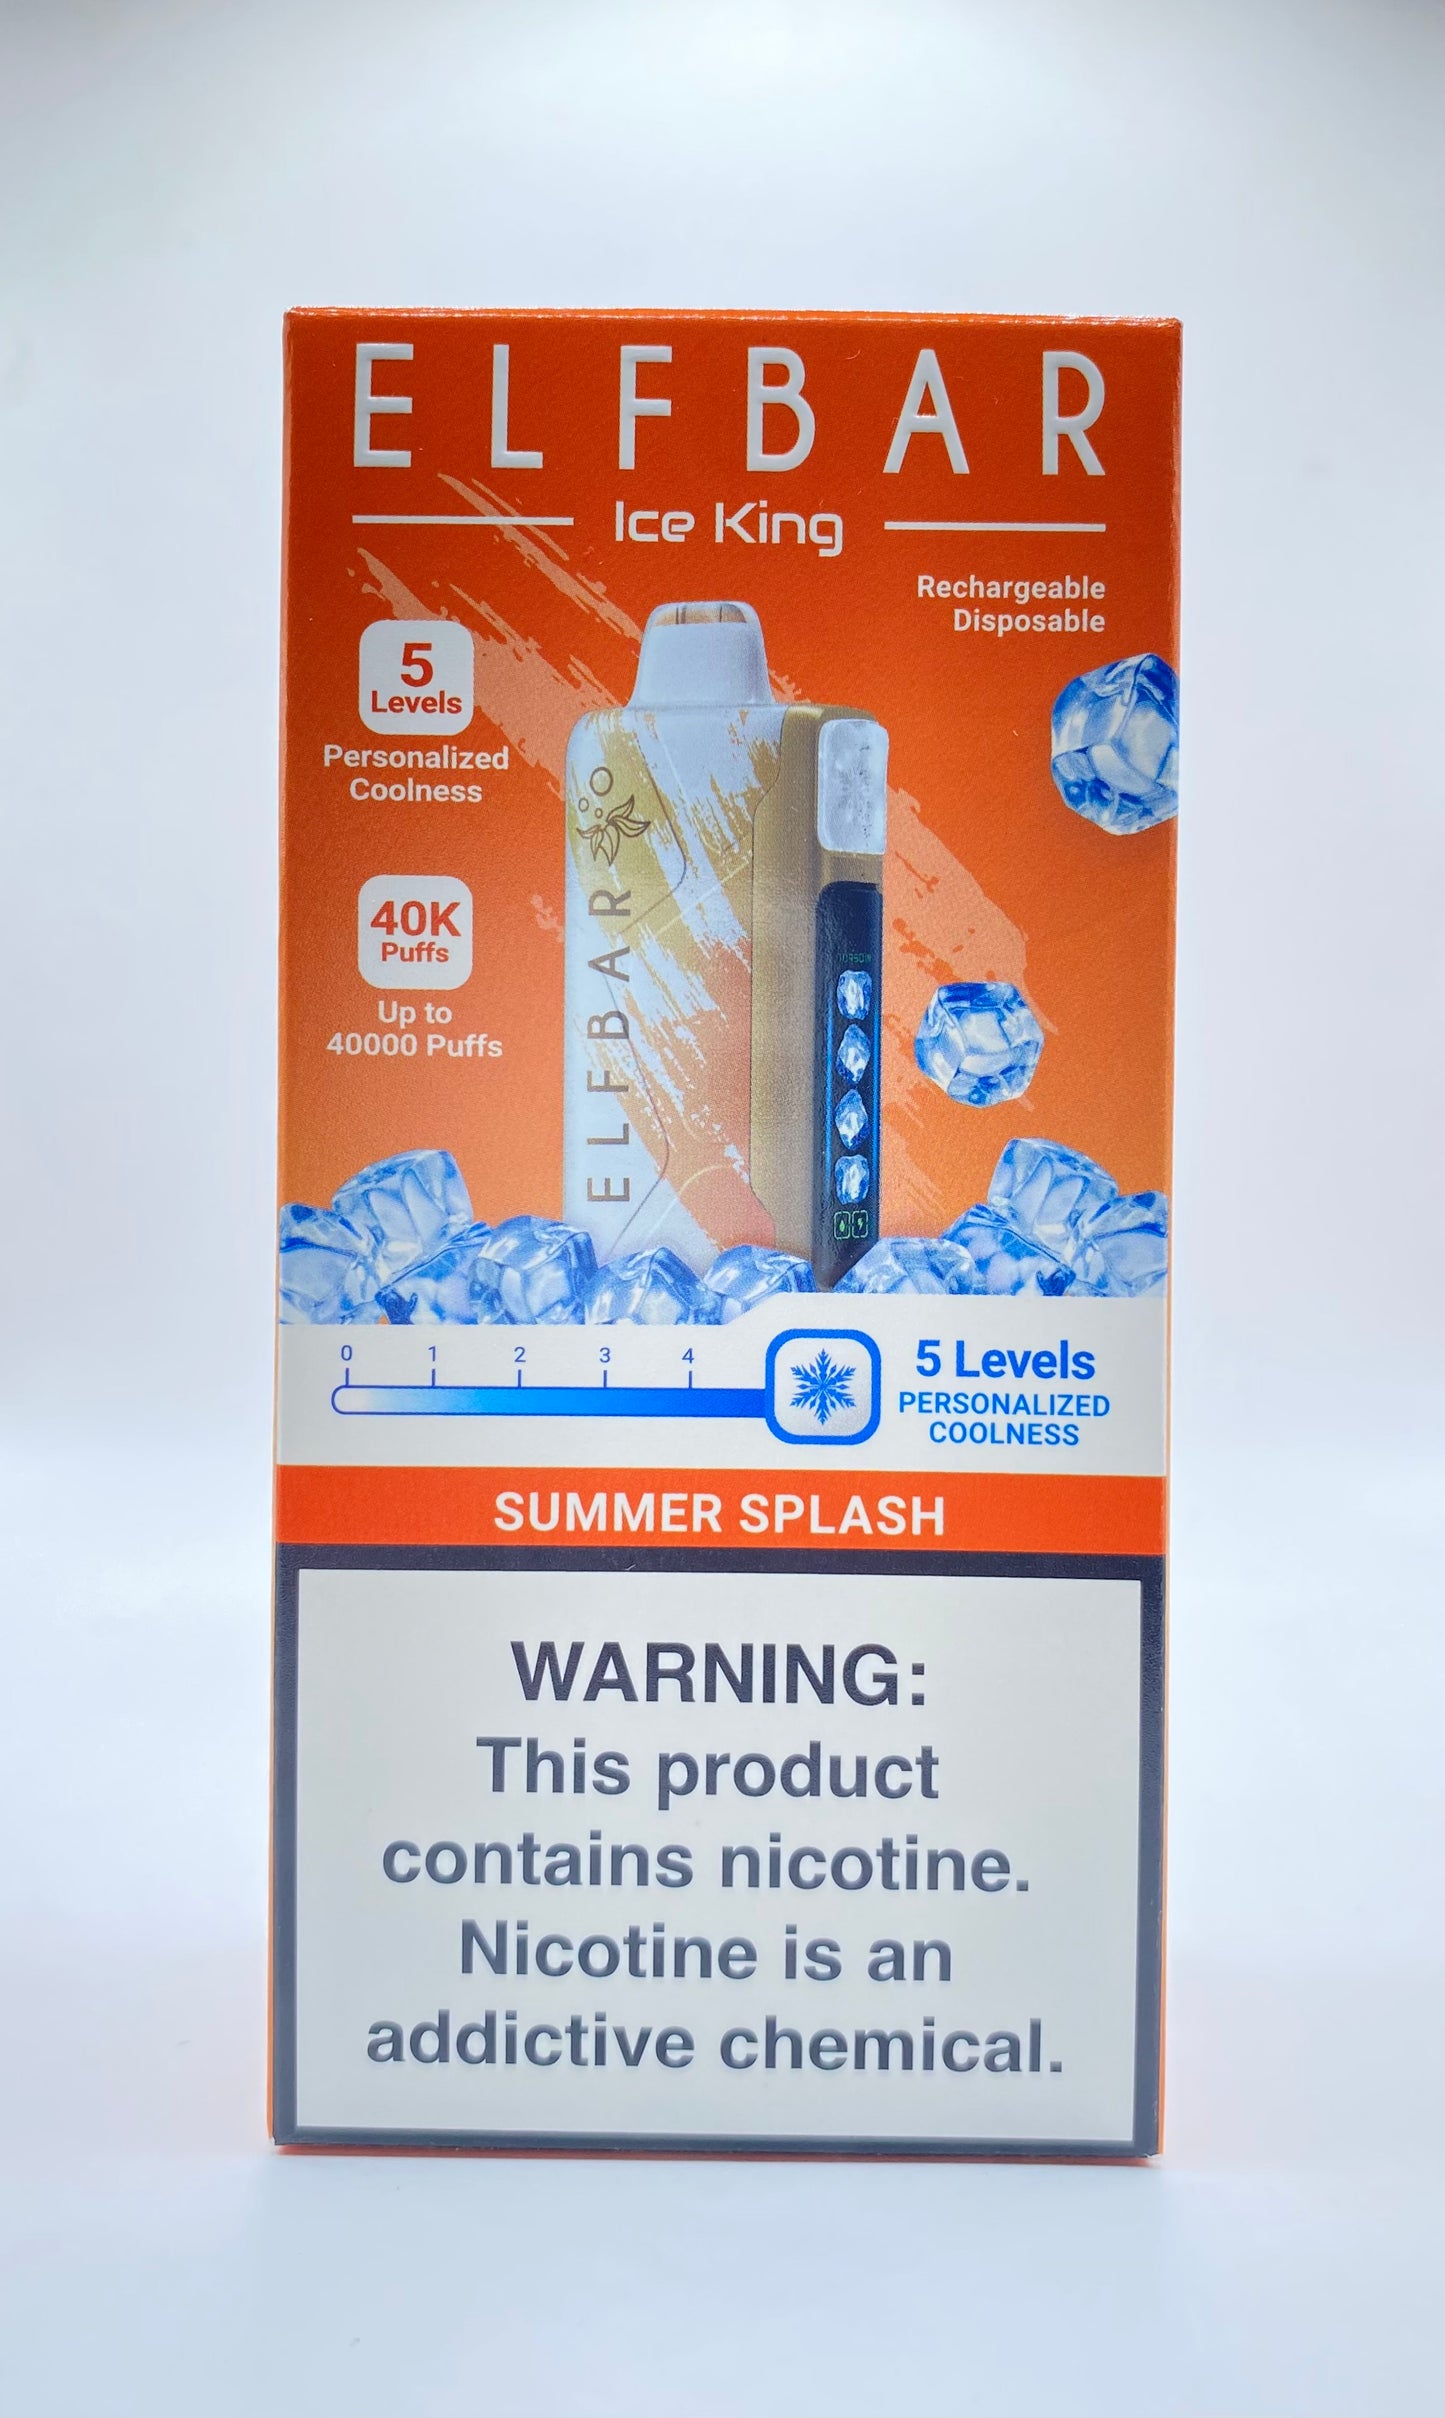 ELFBAR
Ice King
Rechargeable
Disposable
5
Levels
Personalized
Coolness
40K
Puffs
Up to
40000 Puffs
ELFBAR
0 1 2 3 4
5 Levels
PERSONALIZED
COOLNESS
SUMMER SPLASH
WARNING:
This product
contains nicotine.
Nicotine is an
addictive chemical.